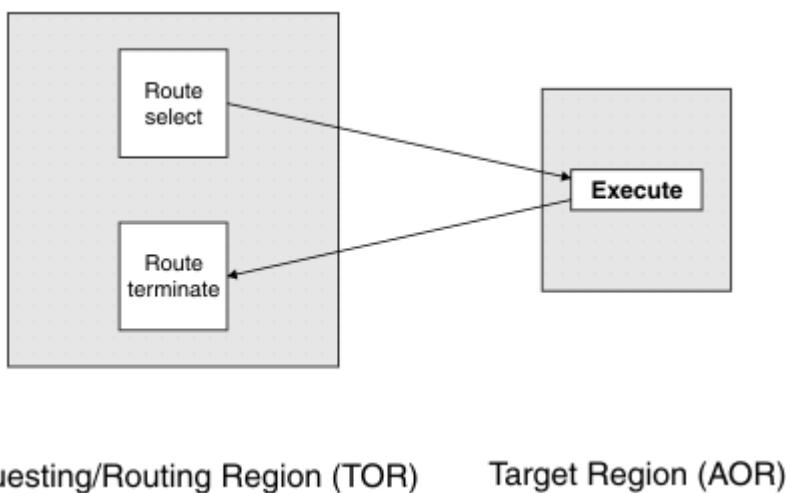 Route
select
Execute
Route
terminate
uesting/Routing Region (TOR)
Target Region (AOR)